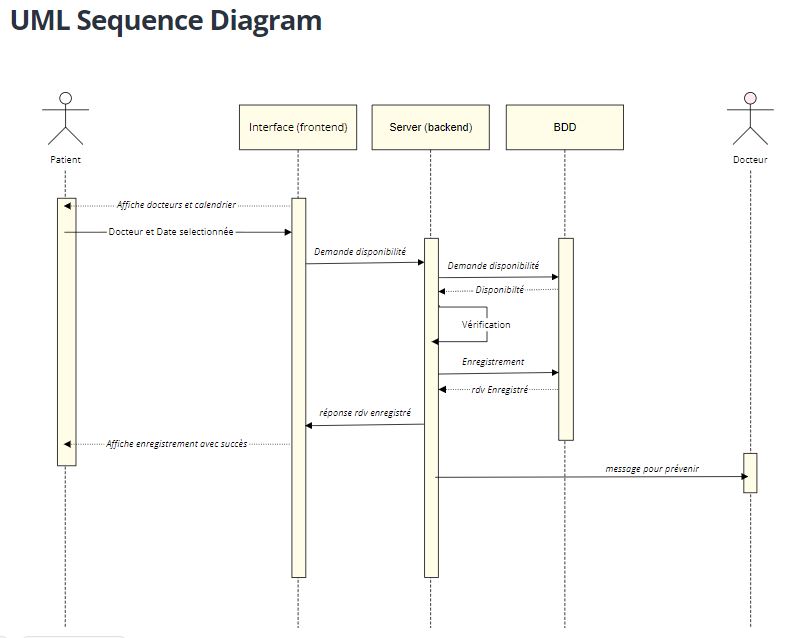 UML Sequence Diagram
Interface (frontend)
Server (backend)
BDD
Patient
Docteur
Affiche docteurs et calendrier
Docteur et Date selectionnée
Demande disponibilité
Demande disponibilité
Disponibilté
Vérification
Enregistrement
rdv Enregistré
réponse rdv enregistré
Affiche enregistrement avec succès
message pour prévenir